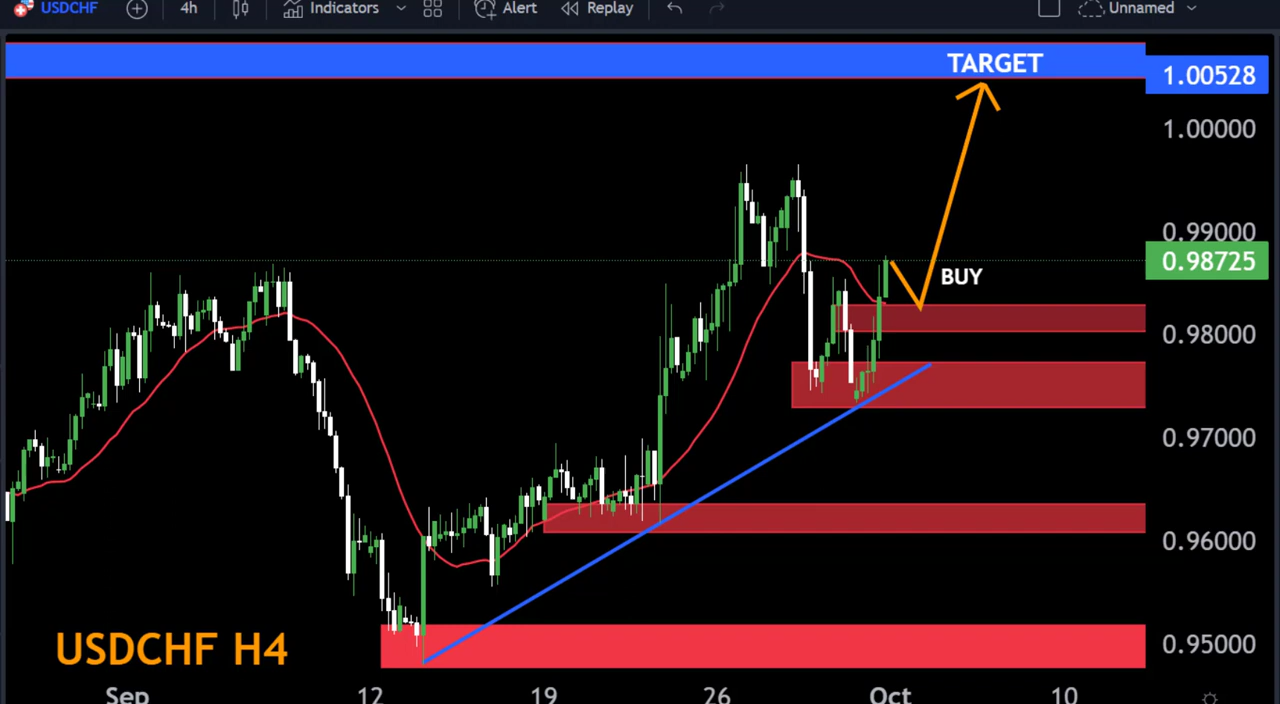 USDCHF 4h Indicators Alert Replay Unnamed
TARGET
1.00528
1.00000
0.99000
0.98725
BUY
0.98000
0.97000
0.96000
USDCHF H4
0.95000
Sep 12 19 26 Oct 10